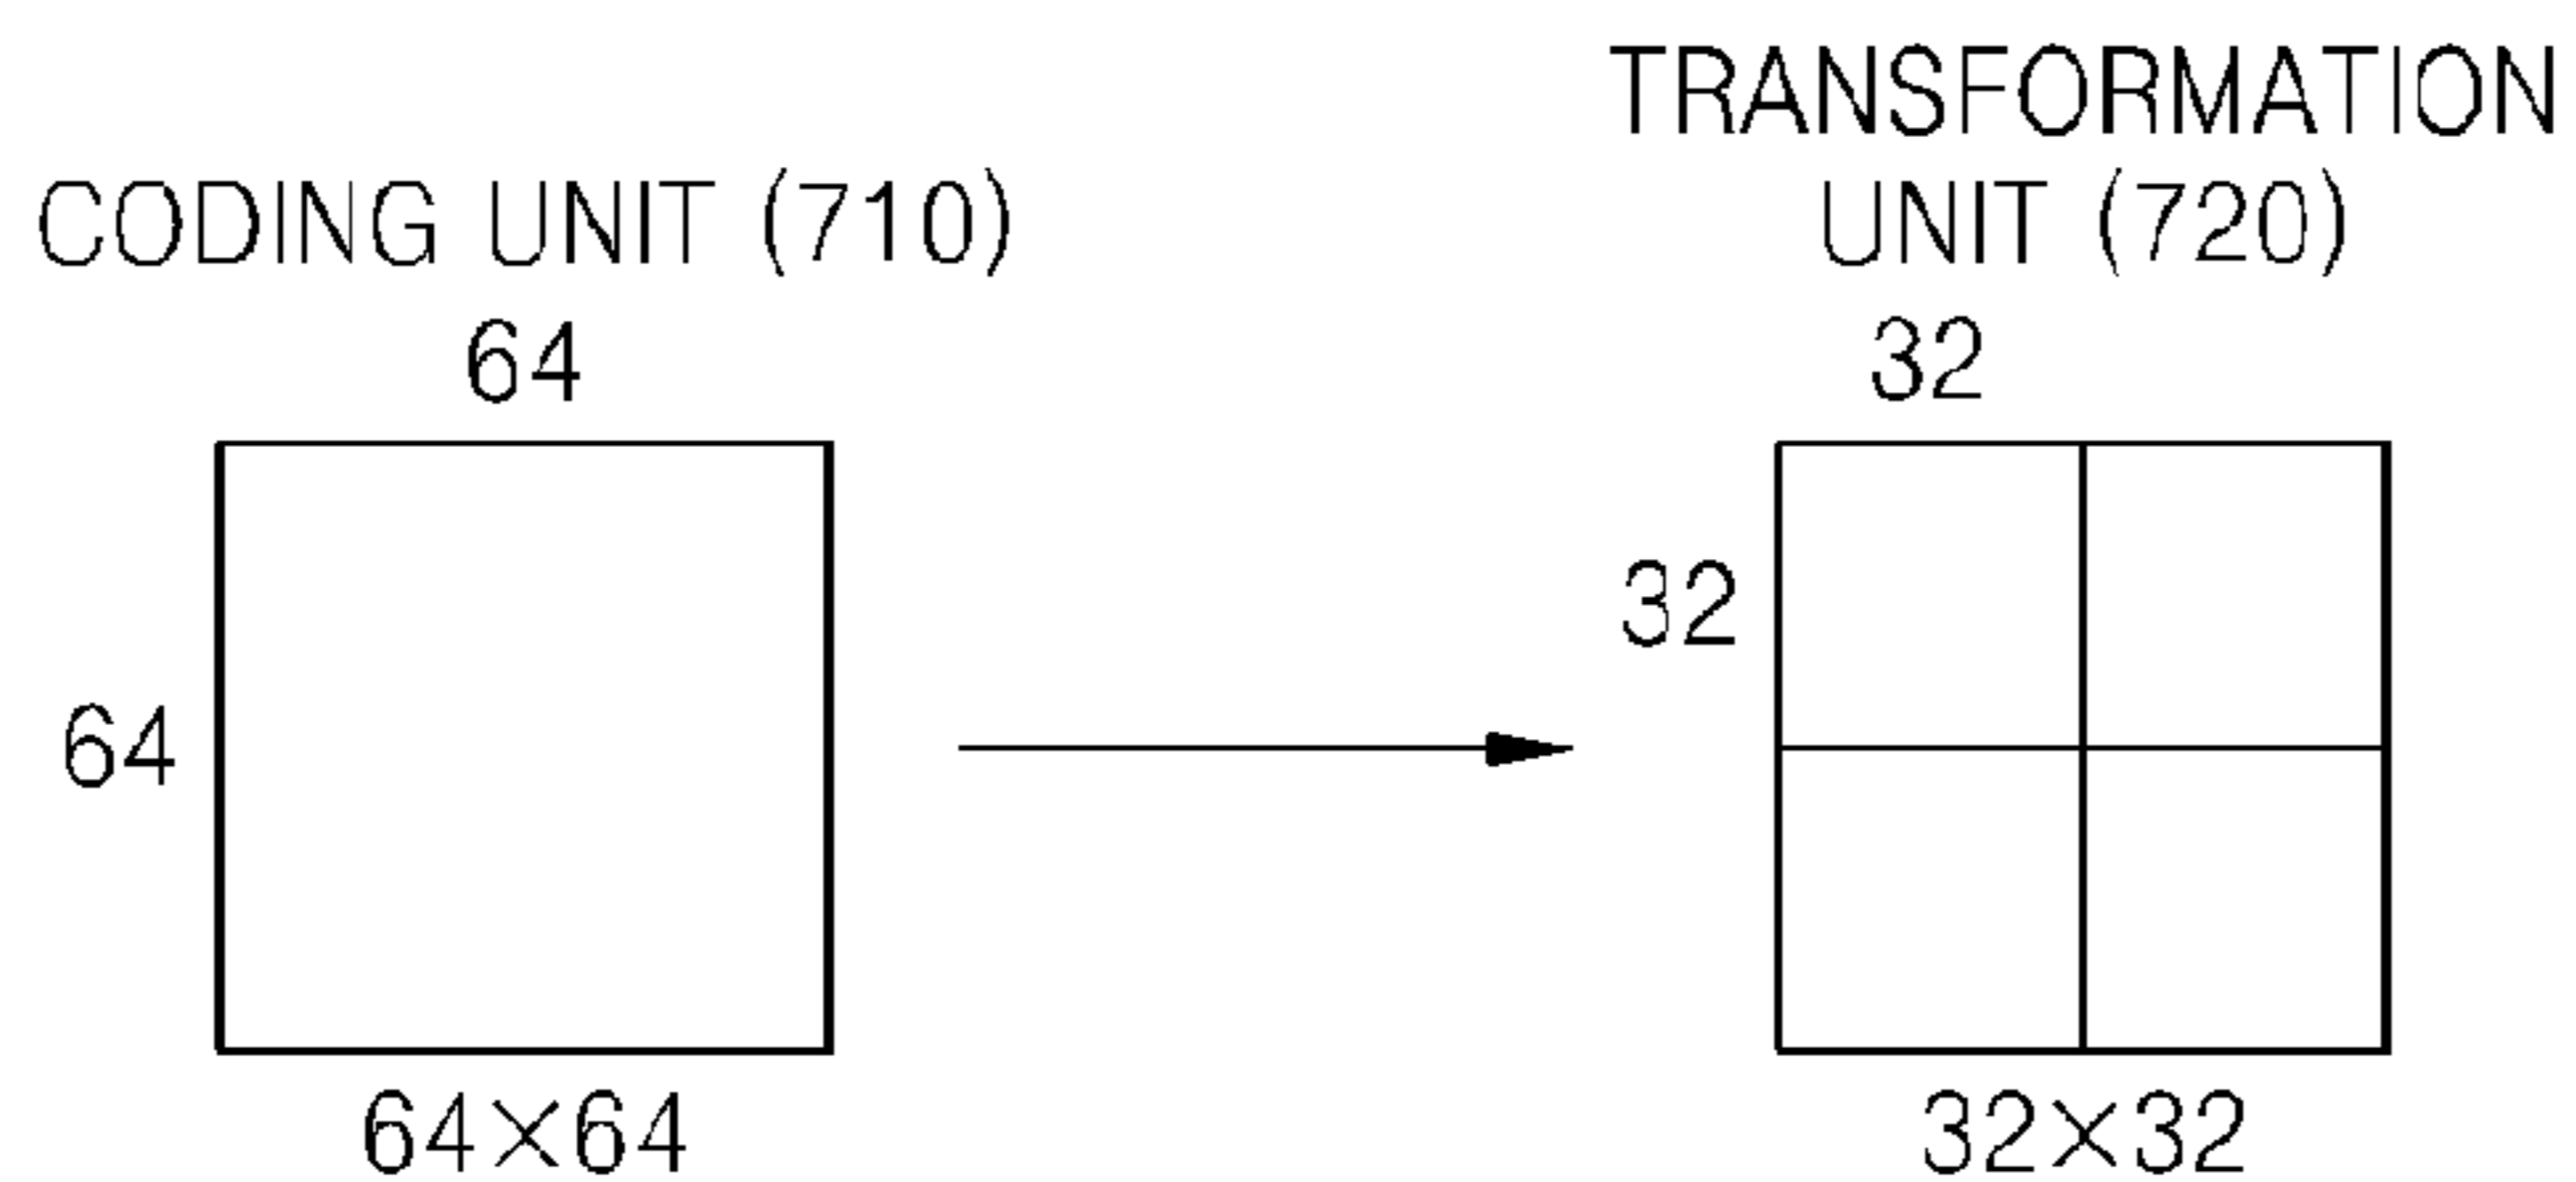 CODING UNIT (710)
64
64
64×64
TRANSFORMATION
UNIT (720)
32
32
32×32